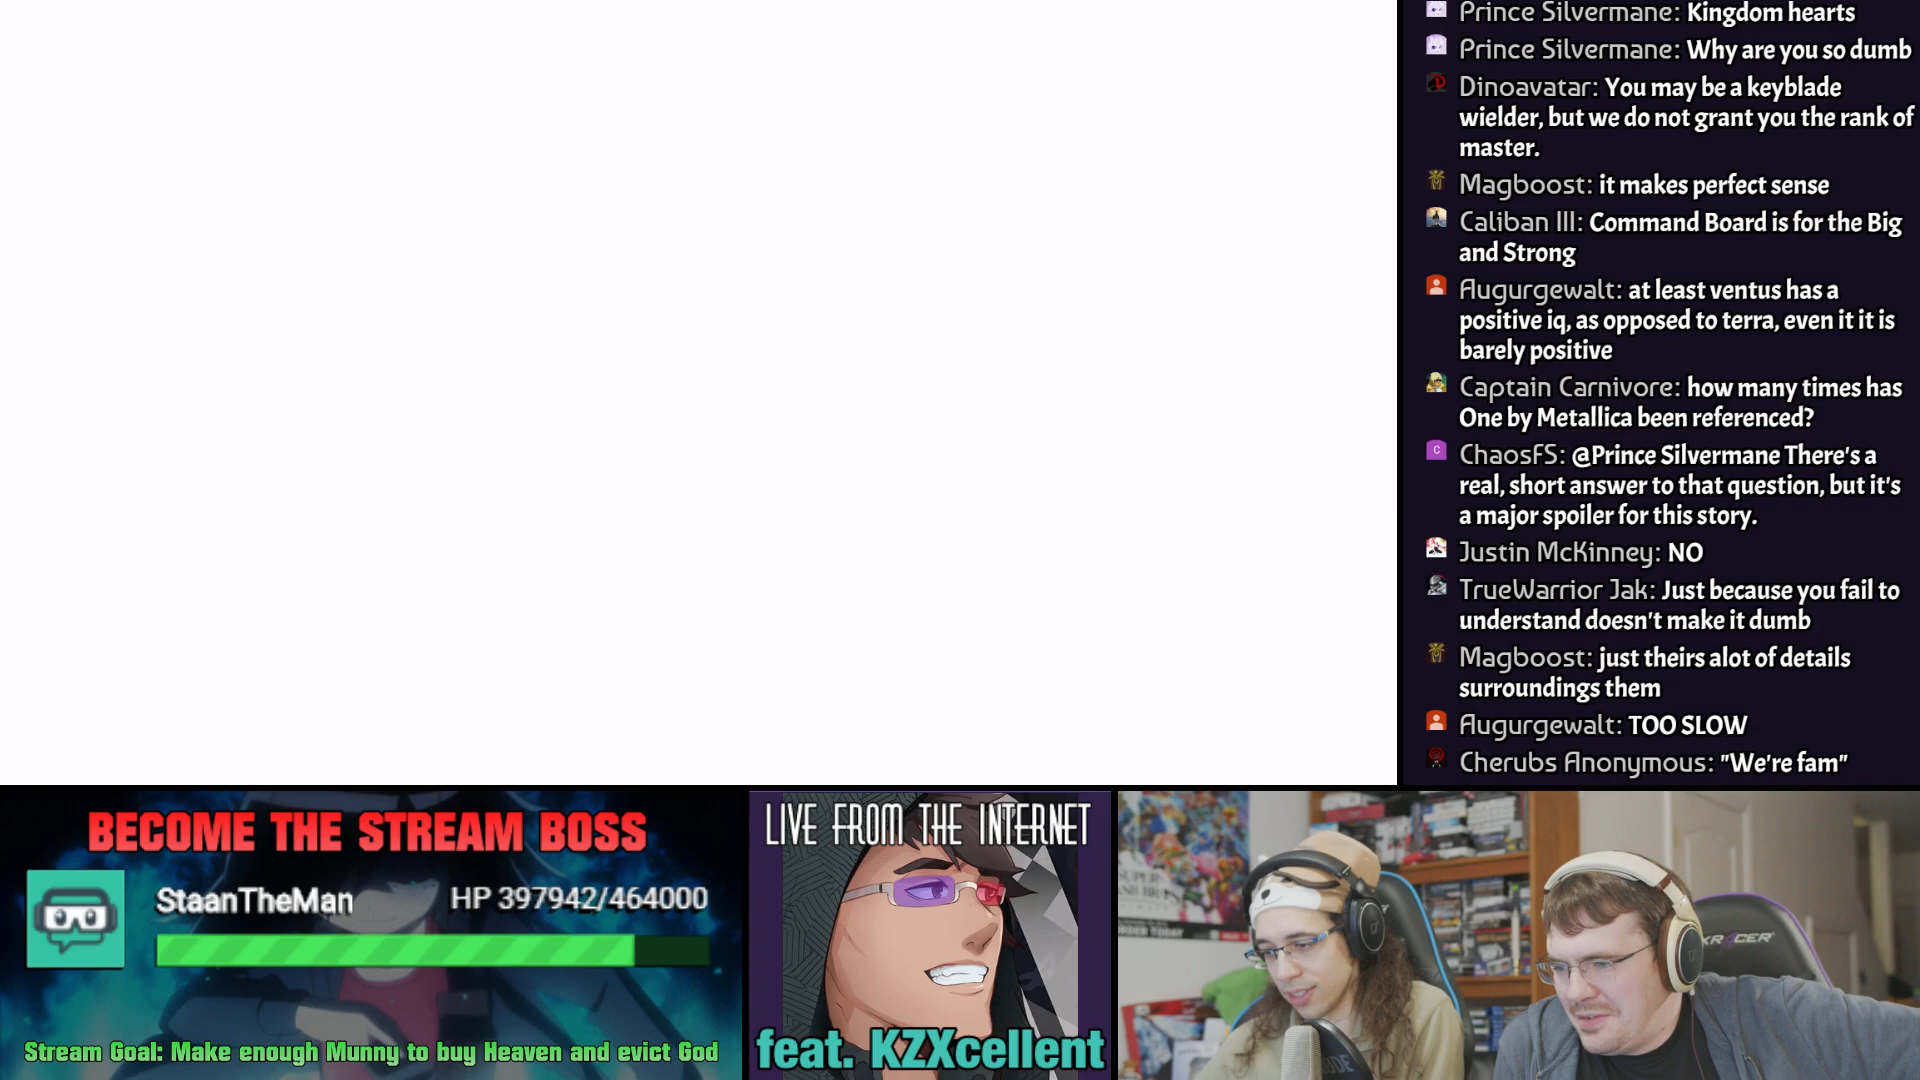 Prince Silvermane: Kingdom hearts
Prince Silvermane: Why are you so dumb
Dinoavatar: You may be a keyblade
wielder, but we do not grant you the rank of
master.
Magboost: it makes perfect sense
Caliban III: Command Board is for the Big
and Strong
Augurgewalt: at least ventus has a
positive iq, as opposed to terra, even it it is
barely positive
Captain Carnivore: how many times has
One by Metallica been referenced?
C ChaosFS: @Prince Silvermane There's a
real, short answer to that question, but it's
a major spoiler for this story.
Justin McKinney: NO
TrueWarrior Jak: Just because you fail to
understand doesn't make it dumb
Magboost: just theirs alot of details
surroundings them
Augurgewalt: TOO SLOW
Cherubs Anonymous: "We're fam"
BECOME THE STREAM BOSS
StaanTheMan HP 397942/464000
Stream Goal: Make enough Munny to buy Heaven and evict God
LIVE FROM THE INTERNET
feat. KZXcellent